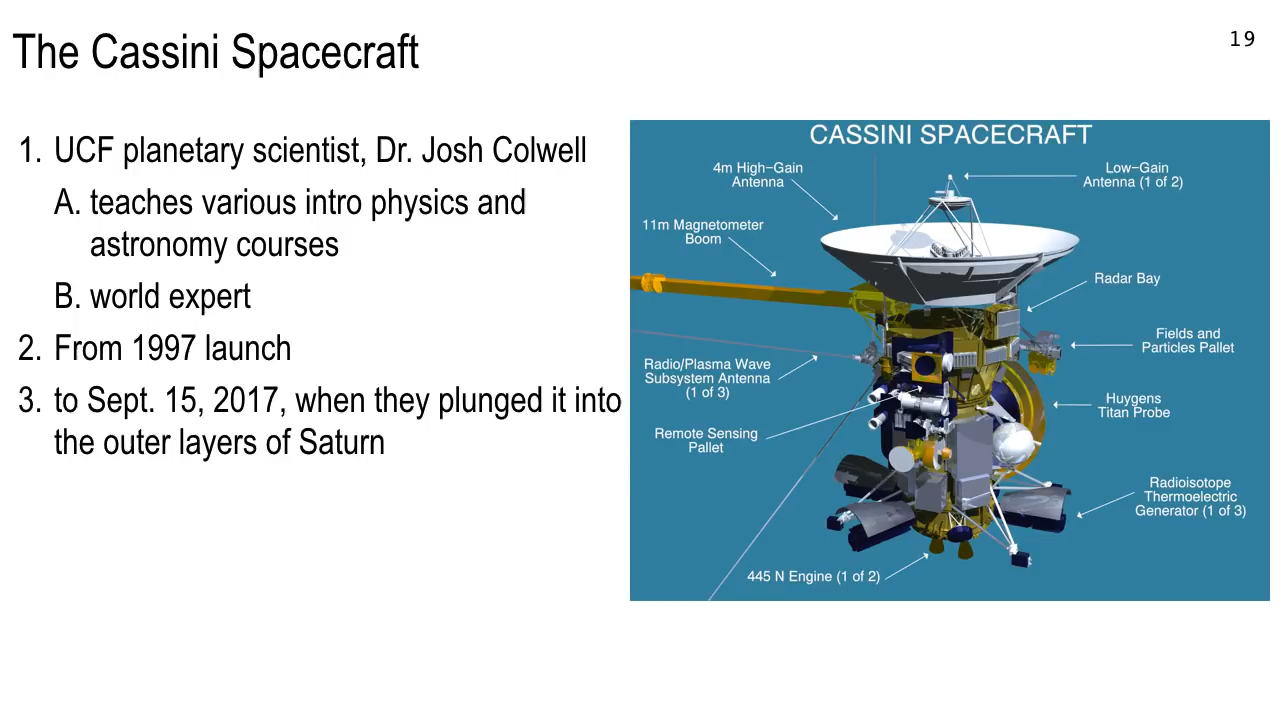 The Cassini Spacecraft
19
1. UCF planetary scientist, Dr. Josh Colwell
A. teaches various intro physics and
astronomy courses
B. world expert
2. From 1997 launch
3. to Sept. 15, 2017, when they plunged it into
the outer layers of Saturn
CASSINI SPACECRAFT
4m High-Gain
Antenna
Low-Gain
Antenna (1 of 2)
11m Magnetometer
Boom
Radar Bay
Fields and
Particles Pallet
Radio/Plasma Wave
Subsystem Antenna
(1 of 3)
Huygens
Titan Probe
Remote Sensing
Pallet
Radioisotope
Thermoelectric
Generator (1 of 3)
445 N Engine (1 of 2)